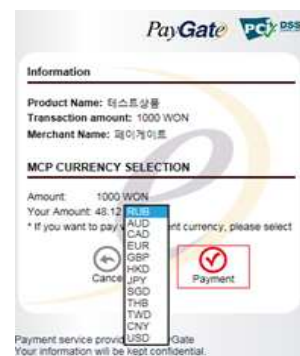 PayGate PCI DSS
Information
Product Name: 테스트상품
Transaction amount: 1000 WON
Merchant Name: 페이게이트
MCP CURRENCY SELECTION
Amount: 1000 WON
Your Amount: 48.12 RUB
* If you want to pay nt currency, please select
RUB
AUD
CAD
EUR
GBP
HKD
JPY
SGD
THB
TWD
CNY
USD
Cance
Payment
Payment service provid Gate
Your information will be kept confidential.